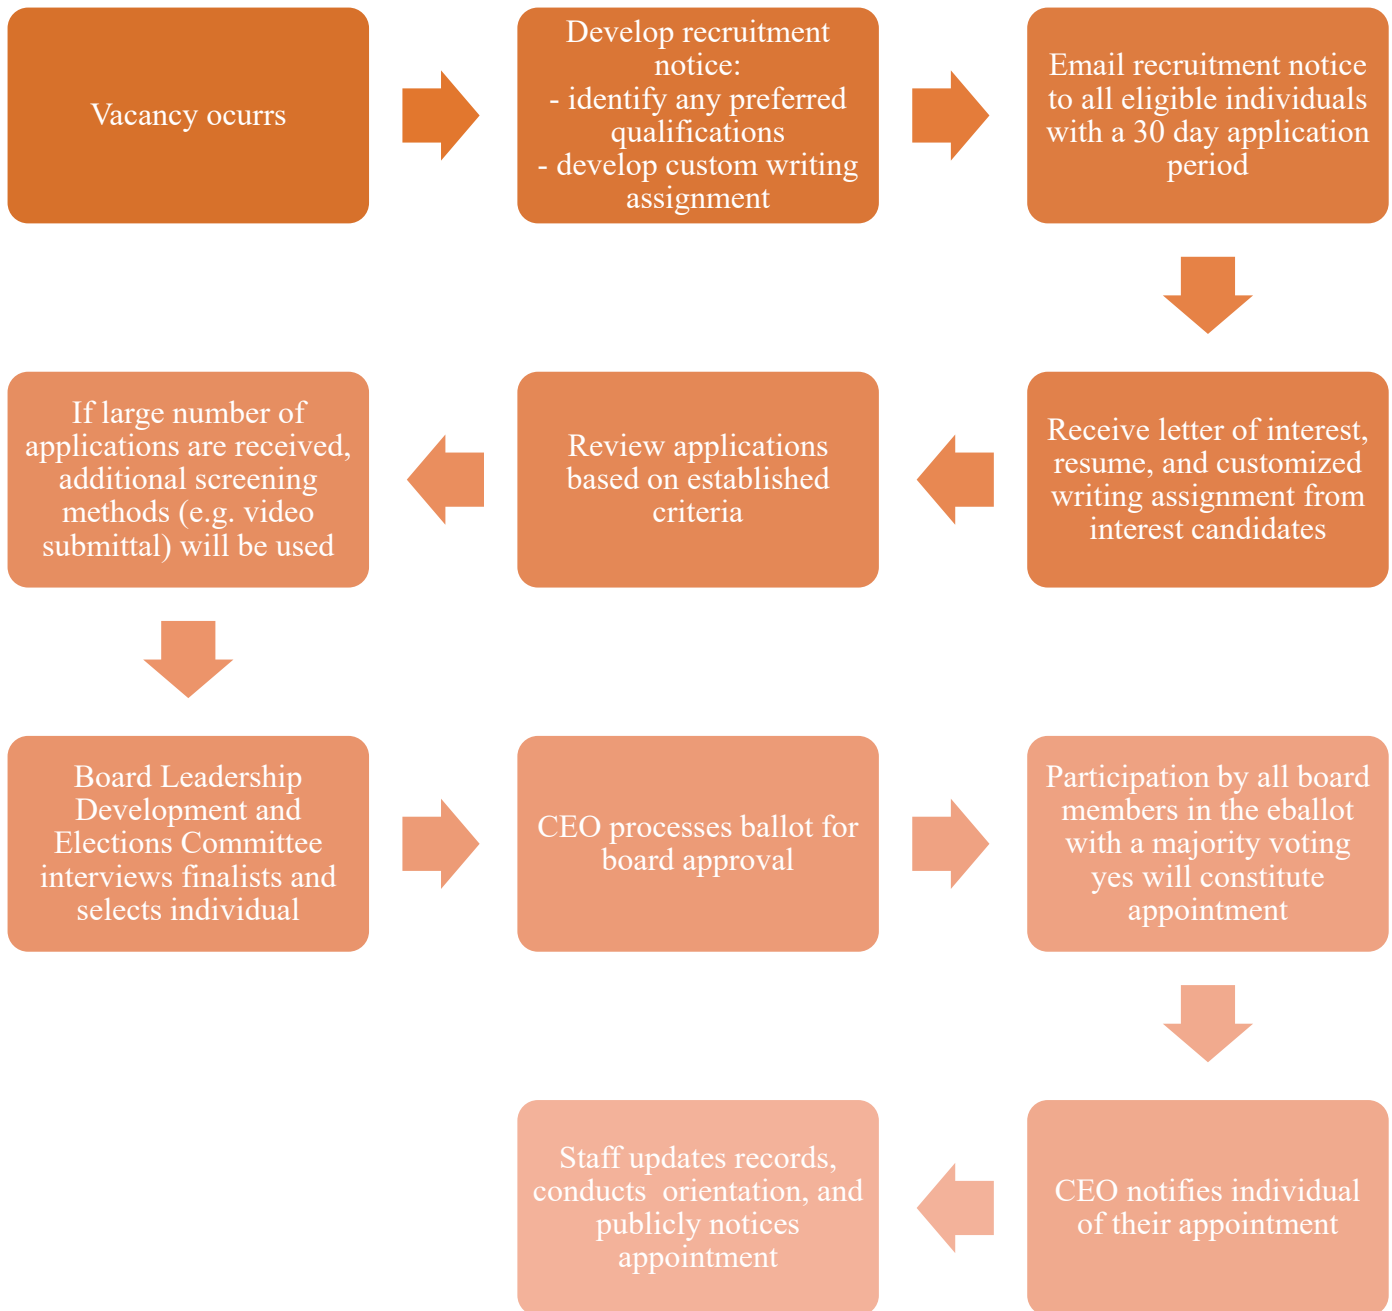 Vacancy ocurrs
Develop recruitment
notice:
- identify any preferred
qualifications
- develop custom writing
assignment
Email recruitment notice
to all eligible individuals
with a 30 day application
period
Receive letter of interest,
resume, and customized
writing assignment from
interest candidates
Review applications
based on established
criteria
If large number of
applications are received,
additional screening
methods (e.g. video
submittal) will be used
Board Leadership
Development and
Elections Committee
interviews finalists and
selects individual
CEO processes ballot for
board approval
Participation by all board
members in the eballot
with a majority voting
yes will constitute
appointment
CEO notifies individual
of their appointment
Staff updates records,
conducts  orientation, and
publicly notices
appointment